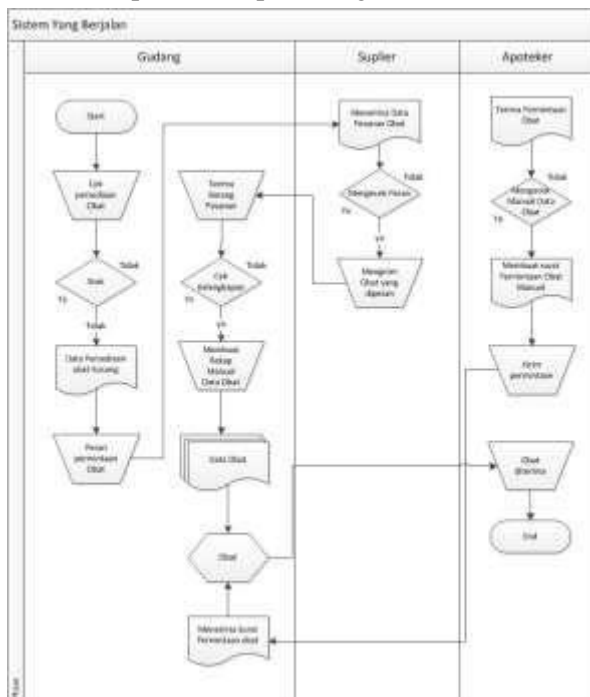 Sistem Yang Berjalan
Gudang
Suplier
Apoteker
Start
Cek
persediaan
Obat
Stok
Tidak
Ya
Tidak
Data Persediaan
obat kurang
Pesan
permintaan
Obat
Terima
Barang
Pesanan
Cek
kelengkapan
Tidak
Ya
ya
Membuat
Rekap
Manual
Data Obat
Data Obat
Obat
Menerima Surat
Permintaan obat
Menerima Data
Pesanan Obat
Mengecek Pesan
Tidak
Ya
ya
Mengirim
Obat yang
dipesan
Terima Permintaan
Obat
Mengecek
Manual Data
Obat
Tidak
Ya
Membuat surat
Permintaan Obat
Manual
Kirim
permintaan
Obat
diterima
End